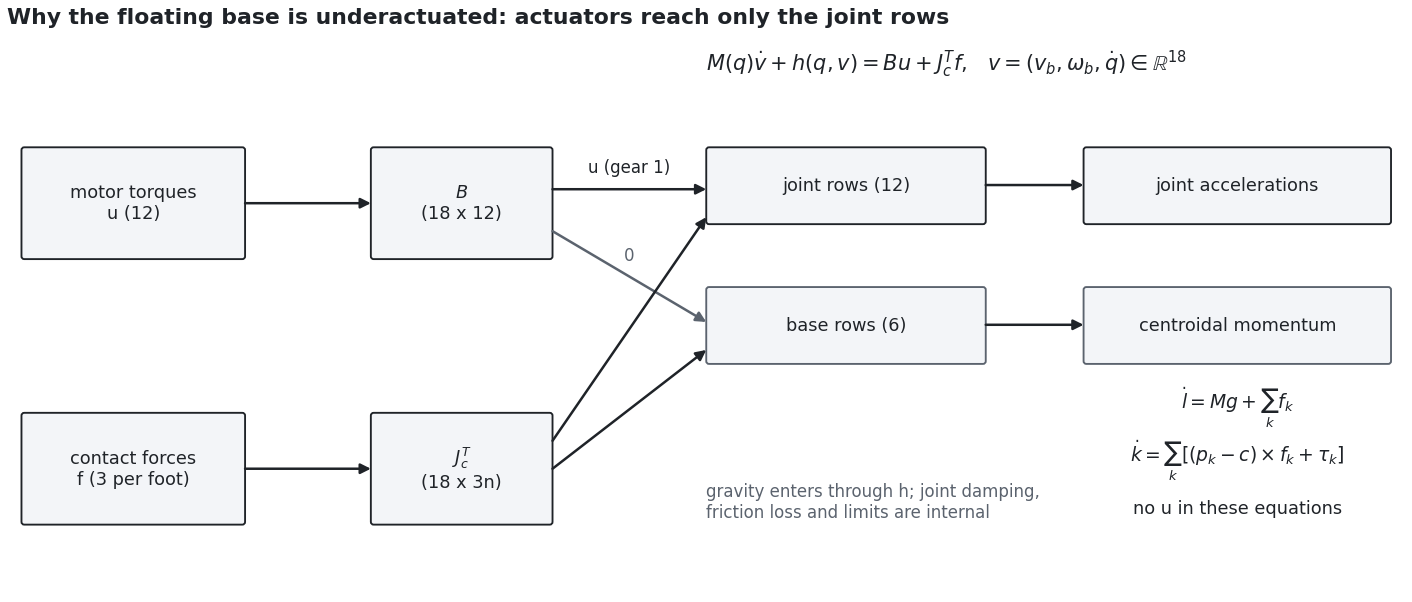 Why the floating base is underactuated: actuators reach only the joint rows
M(q)v̇ + h(q, v) = Bu + J_c^T f,   v = (v_b, ω_b, q̇) ∈ ℝ^18
motor torques
u (12)
B
(18 x 12)
u (gear 1)
joint rows (12)
joint accelerations
0
base rows (6)
centroidal momentum
l̇ = Mg + ∑_k f_k
k̇ = ∑_k [(p_k − c) × f_k + τ_k]
no u in these equations
contact forces
f (3 per foot)
J_c^T
(18 x 3n)
gravity enters through h; joint damping,
friction loss and limits are internal